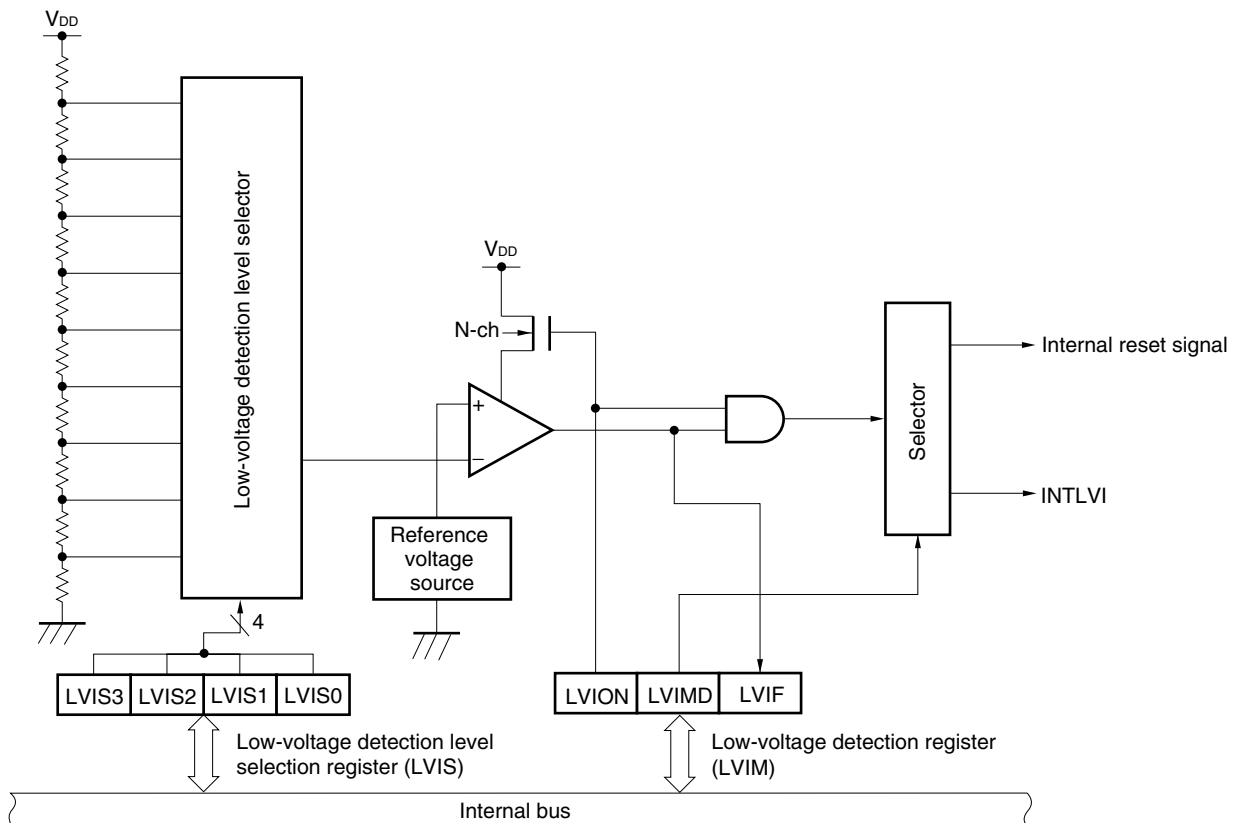 VDD
Low-voltage detection level selector
VDD
N-ch
+
−
Reference
voltage
source
Selector
Internal reset signal
INTLVI
4
LVIS3 LVIS2 LVIS1 LVIS0
LVION LVIMD LVIF
Low-voltage detection level
selection register (LVIS)
Low-voltage detection register
(LVIM)
Internal bus